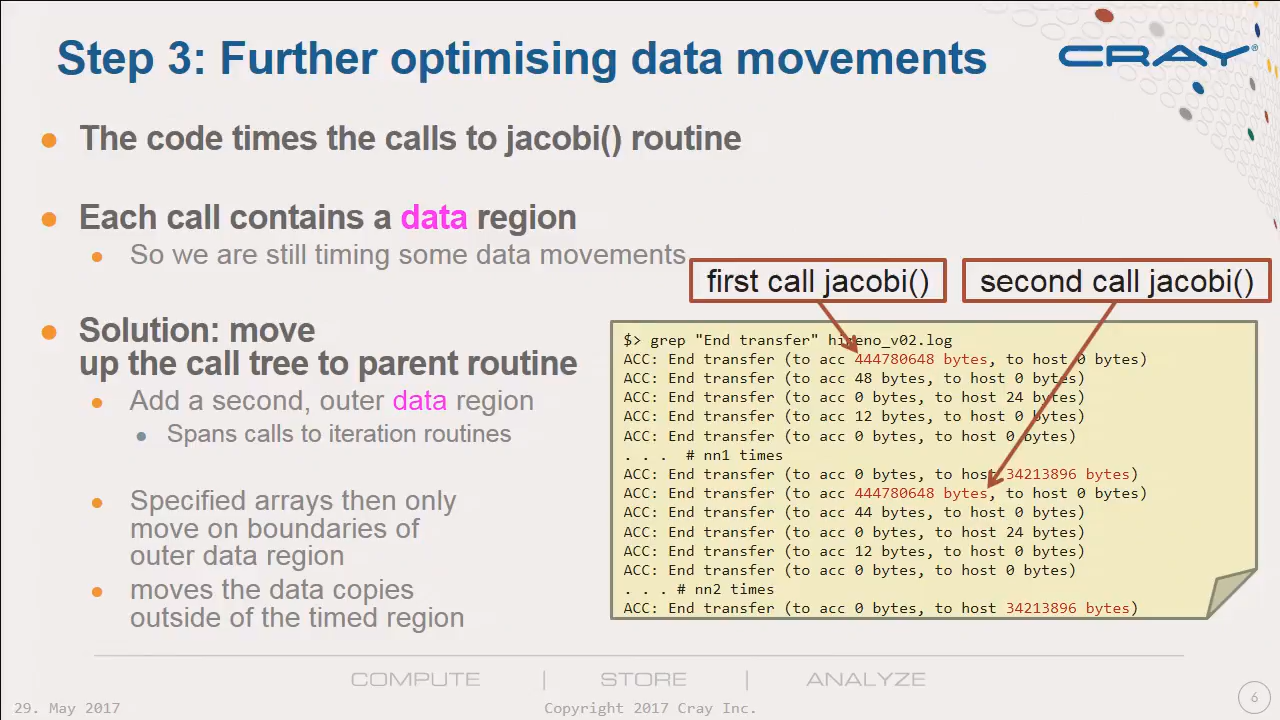 Step 3: Further optimising data movements
CRAY®
The code times the calls to jacobi() routine
Each call contains a data region
So we are still timing some data movements
first call jacobi()
second call jacobi()
Solution: move
up the call tree to parent routine
Add a second, outer data region
Spans calls to iteration routines
Specified arrays then only
move on boundaries of
outer data region
moves the data copies
outside of the timed region
$> grep "End transfer" himeno_v02.log
ACC: End transfer (to acc 444780648 bytes, to host 0 bytes)
ACC: End transfer (to acc 48 bytes, to host 0 bytes)
ACC: End transfer (to acc 0 bytes, to host 24 bytes)
ACC: End transfer (to acc 12 bytes, to host 0 bytes)
ACC: End transfer (to acc 0 bytes, to host 0 bytes)
. . .  # nn1 times
ACC: End transfer (to acc 0 bytes, to host 34213896 bytes)
ACC: End transfer (to acc 444780648 bytes, to host 0 bytes)
ACC: End transfer (to acc 44 bytes, to host 0 bytes)
ACC: End transfer (to acc 0 bytes, to host 24 bytes)
ACC: End transfer (to acc 12 bytes, to host 0 bytes)
ACC: End transfer (to acc 0 bytes, to host 0 bytes)
. . . # nn2 times
ACC: End transfer (to acc 0 bytes, to host 34213896 bytes)
COMPUTE | STORE | ANALYZE
29. May 2017
Copyright 2017 Cray Inc.
6